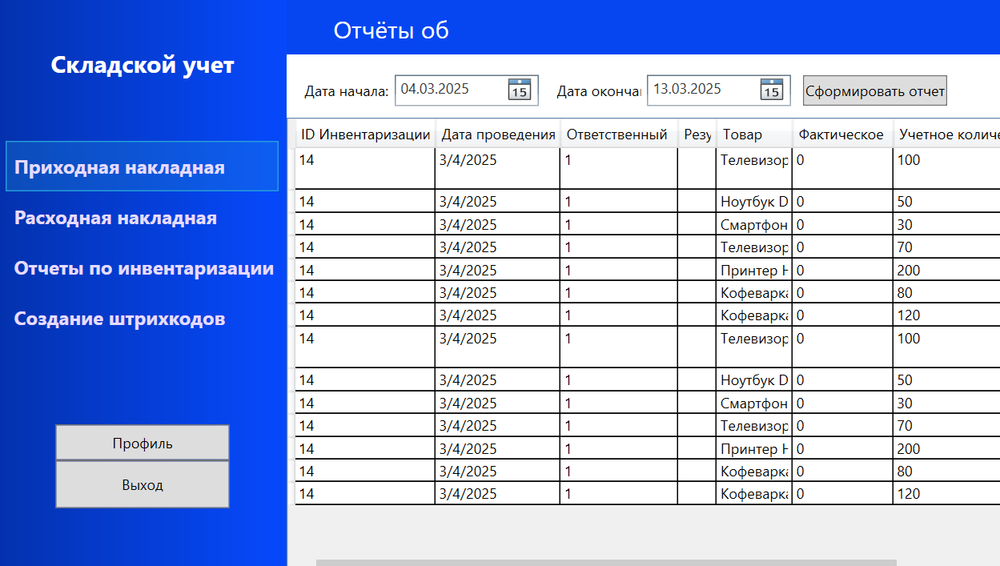 Складской учет
Приходная накладная
Расходная накладная
Отчеты по инвентаризации
Создание штрихкодов
Профиль
Выход
Отчёты об
Дата начала: 04.03.2025 15 Дата оконча 13.03.2025 15 Сформировать отчет
ID Инвентаризации Дата проведения Ответственный Резу Товар Фактическое Учетное количе
14 3/4/2025 1 Телевизор 0 100
14 3/4/2025 1 Ноутбук D 0 50
14 3/4/2025 1 Смартфон 0 30
14 3/4/2025 1 Телевизор 0 70
14 3/4/2025 1 Принтер H 0 200
14 3/4/2025 1 Кофеварка 0 80
14 3/4/2025 1 Кофеварка 0 120
14 3/4/2025 1 Телевизор 0 100
14 3/4/2025 1 Ноутбук D 0 50
14 3/4/2025 1 Смартфон 0 30
14 3/4/2025 1 Телевизор 0 70
14 3/4/2025 1 Принтер H 0 200
14 3/4/2025 1 Кофеварка 0 80
14 3/4/2025 1 Кофеварка 0 120